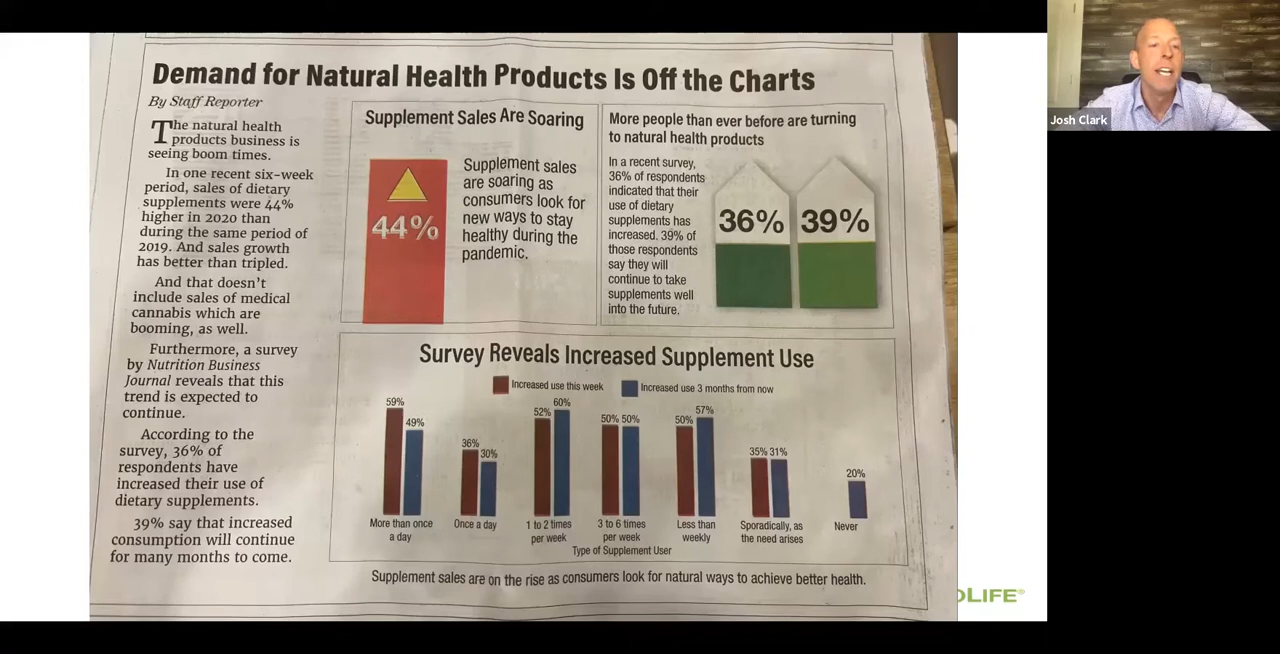 Demand for Natural Health Products Is Off the Charts
By Staff Reporter
The natural health
products business is
seeing boom times.
In one recent six-week
period, sales of dietary
supplements were 44%
higher in 2020 than
during the same period of
2019. And sales growth
has better than tripled.
And that doesn't
include sales of medical
cannabis which are
booming, as well.
Furthermore, a survey
by Nutrition Business
Journal reveals that this
trend is expected to
continue.
According to the
survey, 36% of
respondents have
increased their use of
dietary supplements.
39% say that increased
consumption will continue
for many months to come.
Supplement Sales Are Soaring
44%
Supplement sales
are soaring as
consumers look for
new ways to stay
healthy during the
pandemic.
More people than ever before are turning
to natural health products
In a recent survey,
36% of respondents
indicated that their
use of dietary
supplements has
increased. 39% of
those respondents
say they will
continue to take
supplements well
into the future.
36% 39%
Survey Reveals Increased Supplement Use
Increased use this week Increased use 3 months from now
59% 49% 36% 30% 52% 60% 50% 50% 50% 57% 35% 31% 20%
More than once
a day
Once a day
1 to 2 times
per week
3 to 6 times
per week
Less than
weekly
Sporadically, as
the need arises
Never
Type of Supplement User
Supplement sales are on the rise as consumers look for natural ways to achieve better health.
Josh Clark
LIFE®